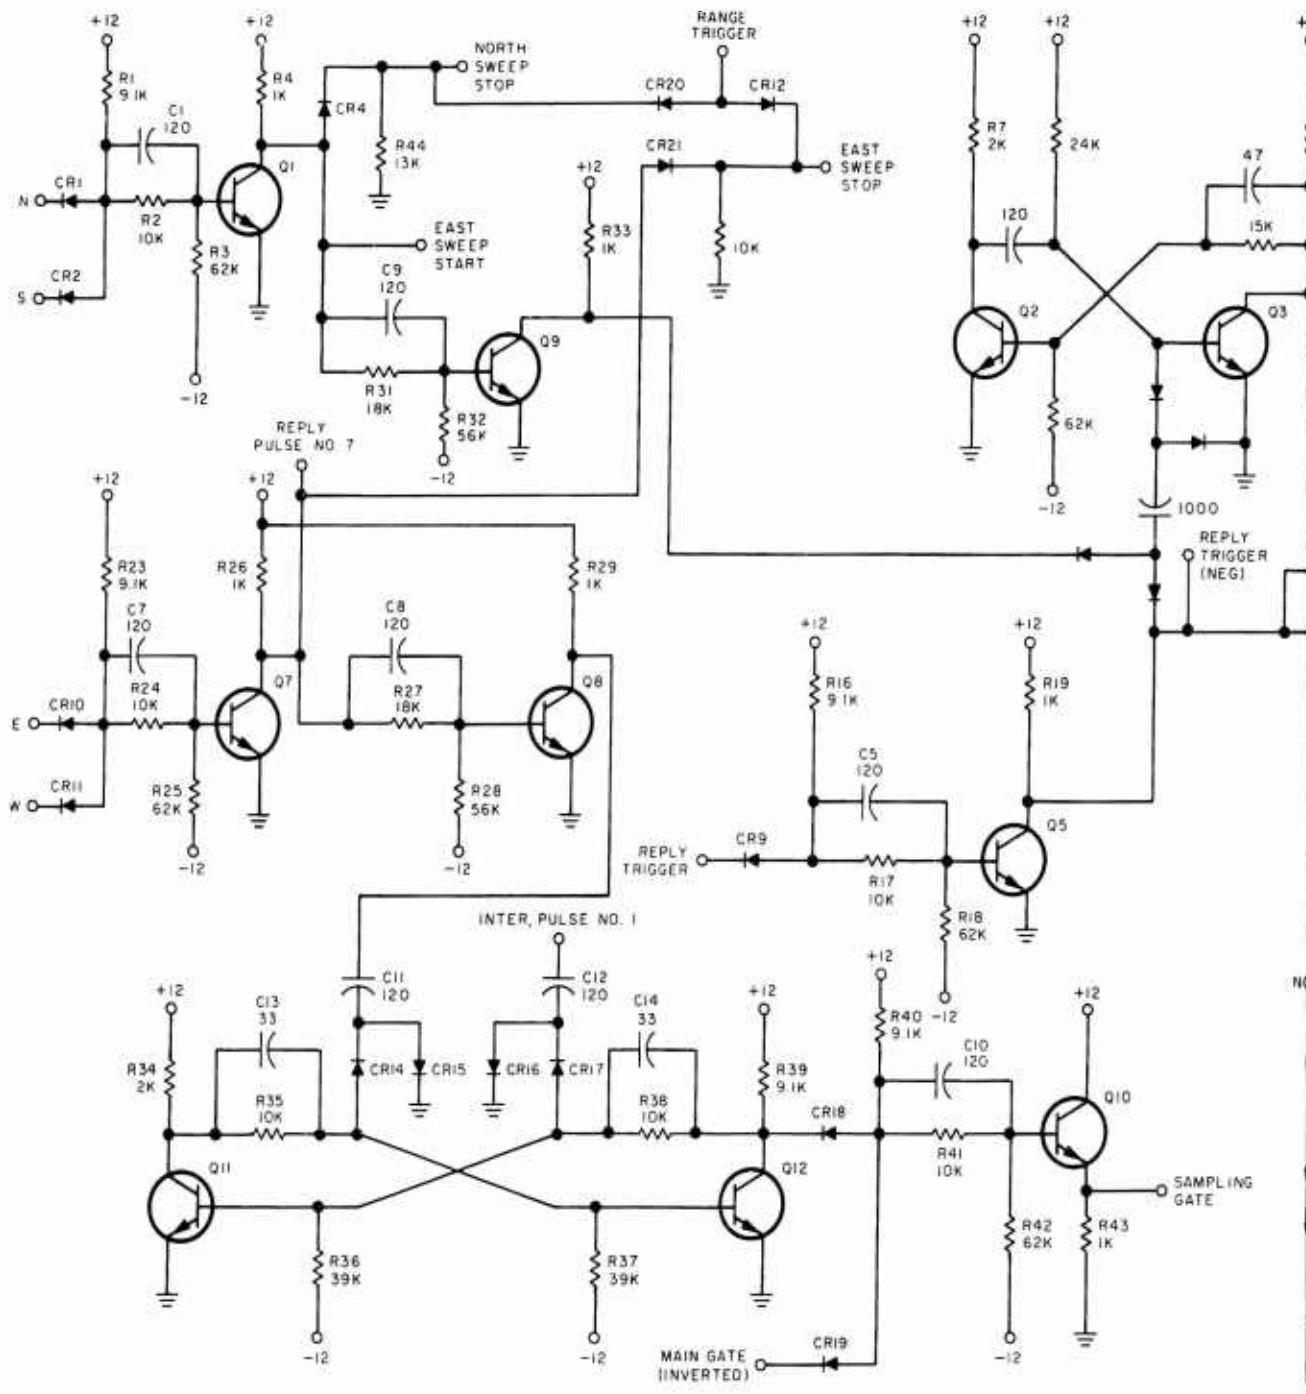 +12
+12
RANGE
TRIGGER
+12
+12
+
NORTH
SWEEP
STOP
R1
9.1K
R4
1K
CR4
CR20
CR12
C1
120
R44
13K
R7
2K
24K
Q1
CR21
EAST
SWEEP
STOP
+12
47
N
CR1
R2
10K
R3
62K
EAST
SWEEP
START
R33
1K
10K
120
15K
S
CR2
C9
120
Q9
Q2
Q3
-12
R31
18K
R32
56K
62K
REPLY
PULSE NO. 7
-12
-12
+12
+12
1000
REPLY
TRIGGER
(NEG)
R23
9.1K
R26
1K
R29
1K
C7
120
C8
120
+12
+12
R24
10K
Q7
R27
18K
Q8
R16
9.1K
R19
1K
E
CR10
W
CR11
R25
62K
R28
56K
C5
120
Q5
-12
-12
REPLY
TRIGGER
CR9
R17
10K
R18
62K
INTER, PULSE NO. 1
+12
-12
C11
120
C12
120
+12
C13
33
C14
33
+12
R40
9.1K
+12
NO
R34
2K
R35
10K
CR14
CR15
CR16
CR17
R38
10K
R39
9.1K
C10
120
CR18
Q10
Q11
Q12
R41
10K
SAMPLING
GATE
R36
39K
R37
39K
R42
62K
R43
1K
-12
-12
-12
MAIN GATE
(INVERTED)
CR19